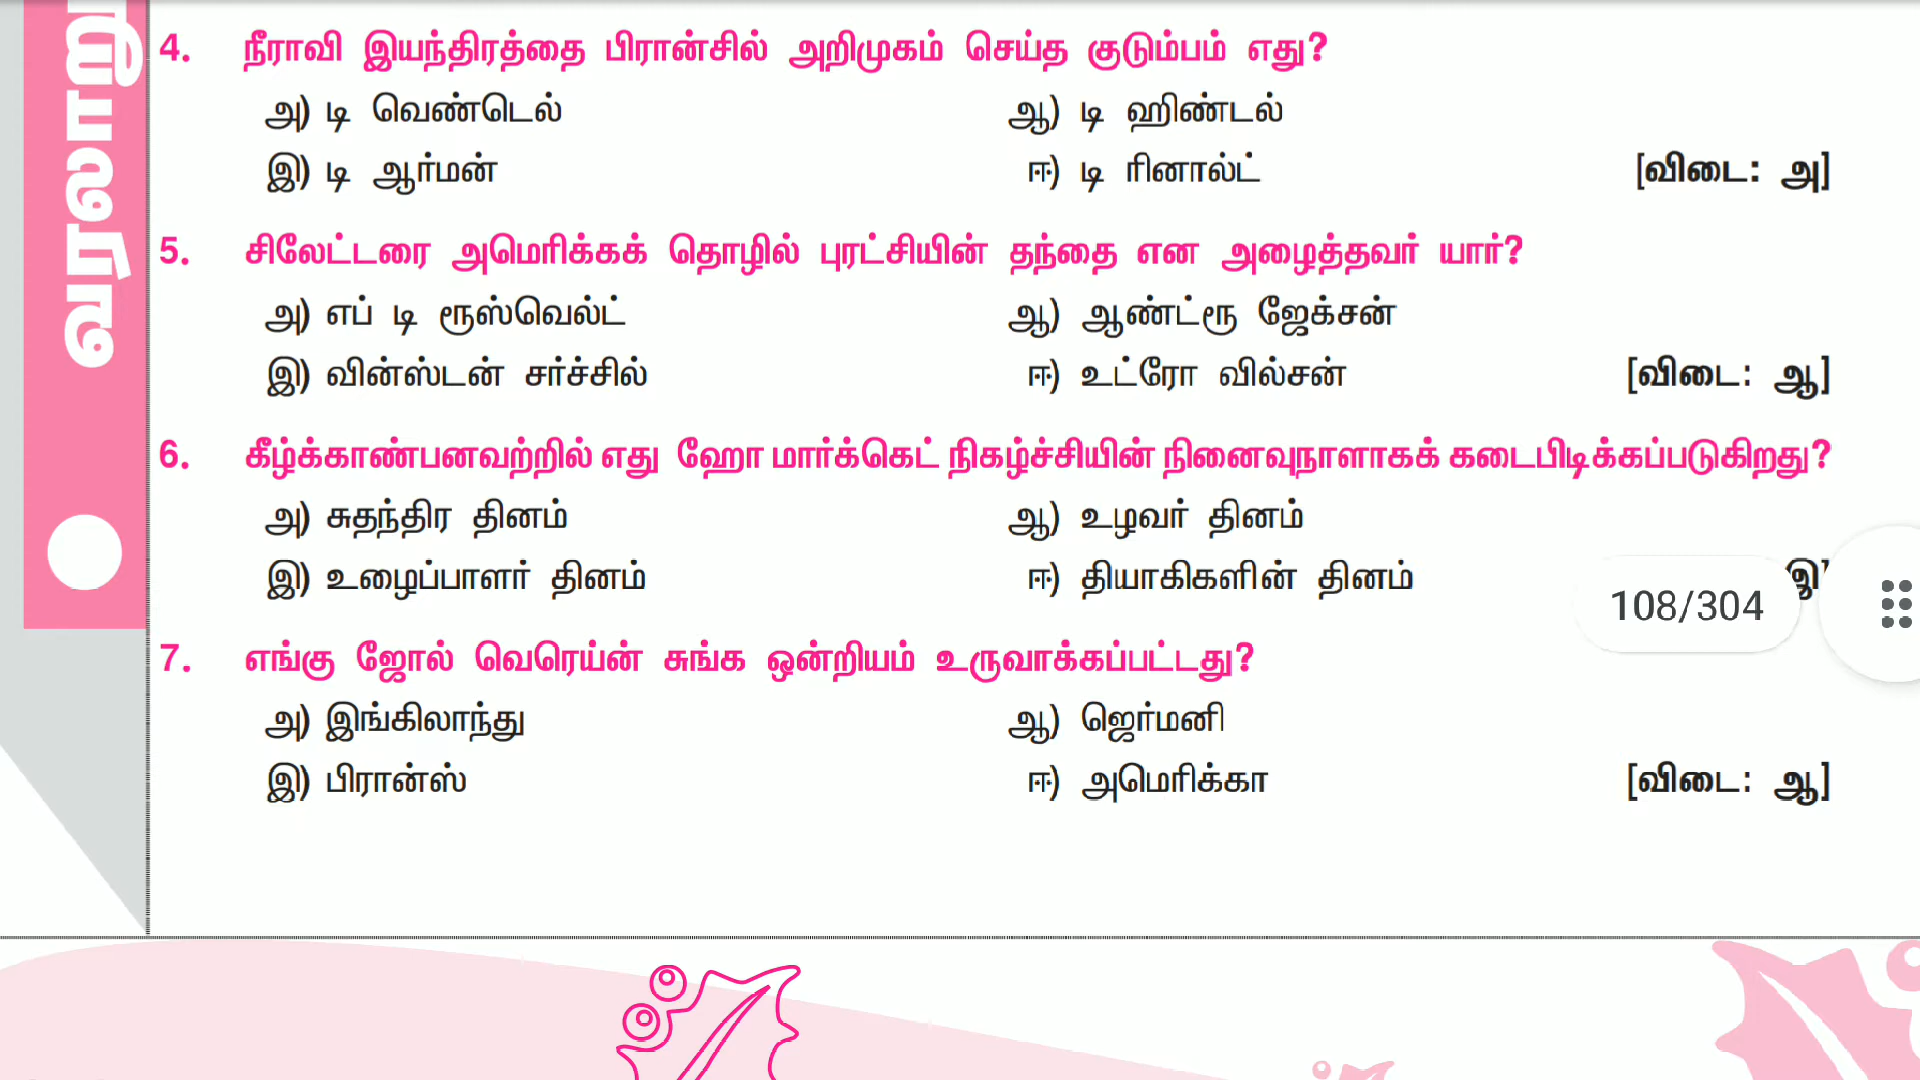 வரலாறு
4. நீராவி இயந்திரத்தை பிரான்சில் அறிமுகம் செய்த குடும்பம் எது?
அ) டி வெண்டெல் ஆ) டி ஹிண்டல்
இ) டி ஆர்மன் ஈ) டி ரினால்ட் [விடை: அ]
5. சிலேட்டரை அமெரிக்கக் தொழில் புரட்சியின் தந்தை என அழைத்தவர் யார்?
அ) எப் டி ரூஸ்வெல்ட் ஆ) ஆண்ட்ரூ ஜேக்சன்
இ) வின்ஸ்டன் சர்ச்சில் ஈ) உட்ரோ வில்சன் [விடை: ஆ]
6. கீழ்க்காண்பனவற்றில் எது ஹே மார்க்கெட் நிகழ்ச்சியின் நினைவுநாளாகக் கடைபிடிக்கப்படுகிறது?
அ) சுதந்திர தினம் ஆ) உழவர் தினம்
இ) உழைப்பாளர் தினம் ஈ) தியாகிகளின் தினம்
108/304
7. எங்கு ஜோல் வெரெய்ன் சுங்க ஒன்றியம் உருவாக்கப்பட்டது?
அ) இங்கிலாந்து ஆ) ஜெர்மனி
இ) பிரான்ஸ் ஈ) அமெரிக்கா [விடை: ஆ]